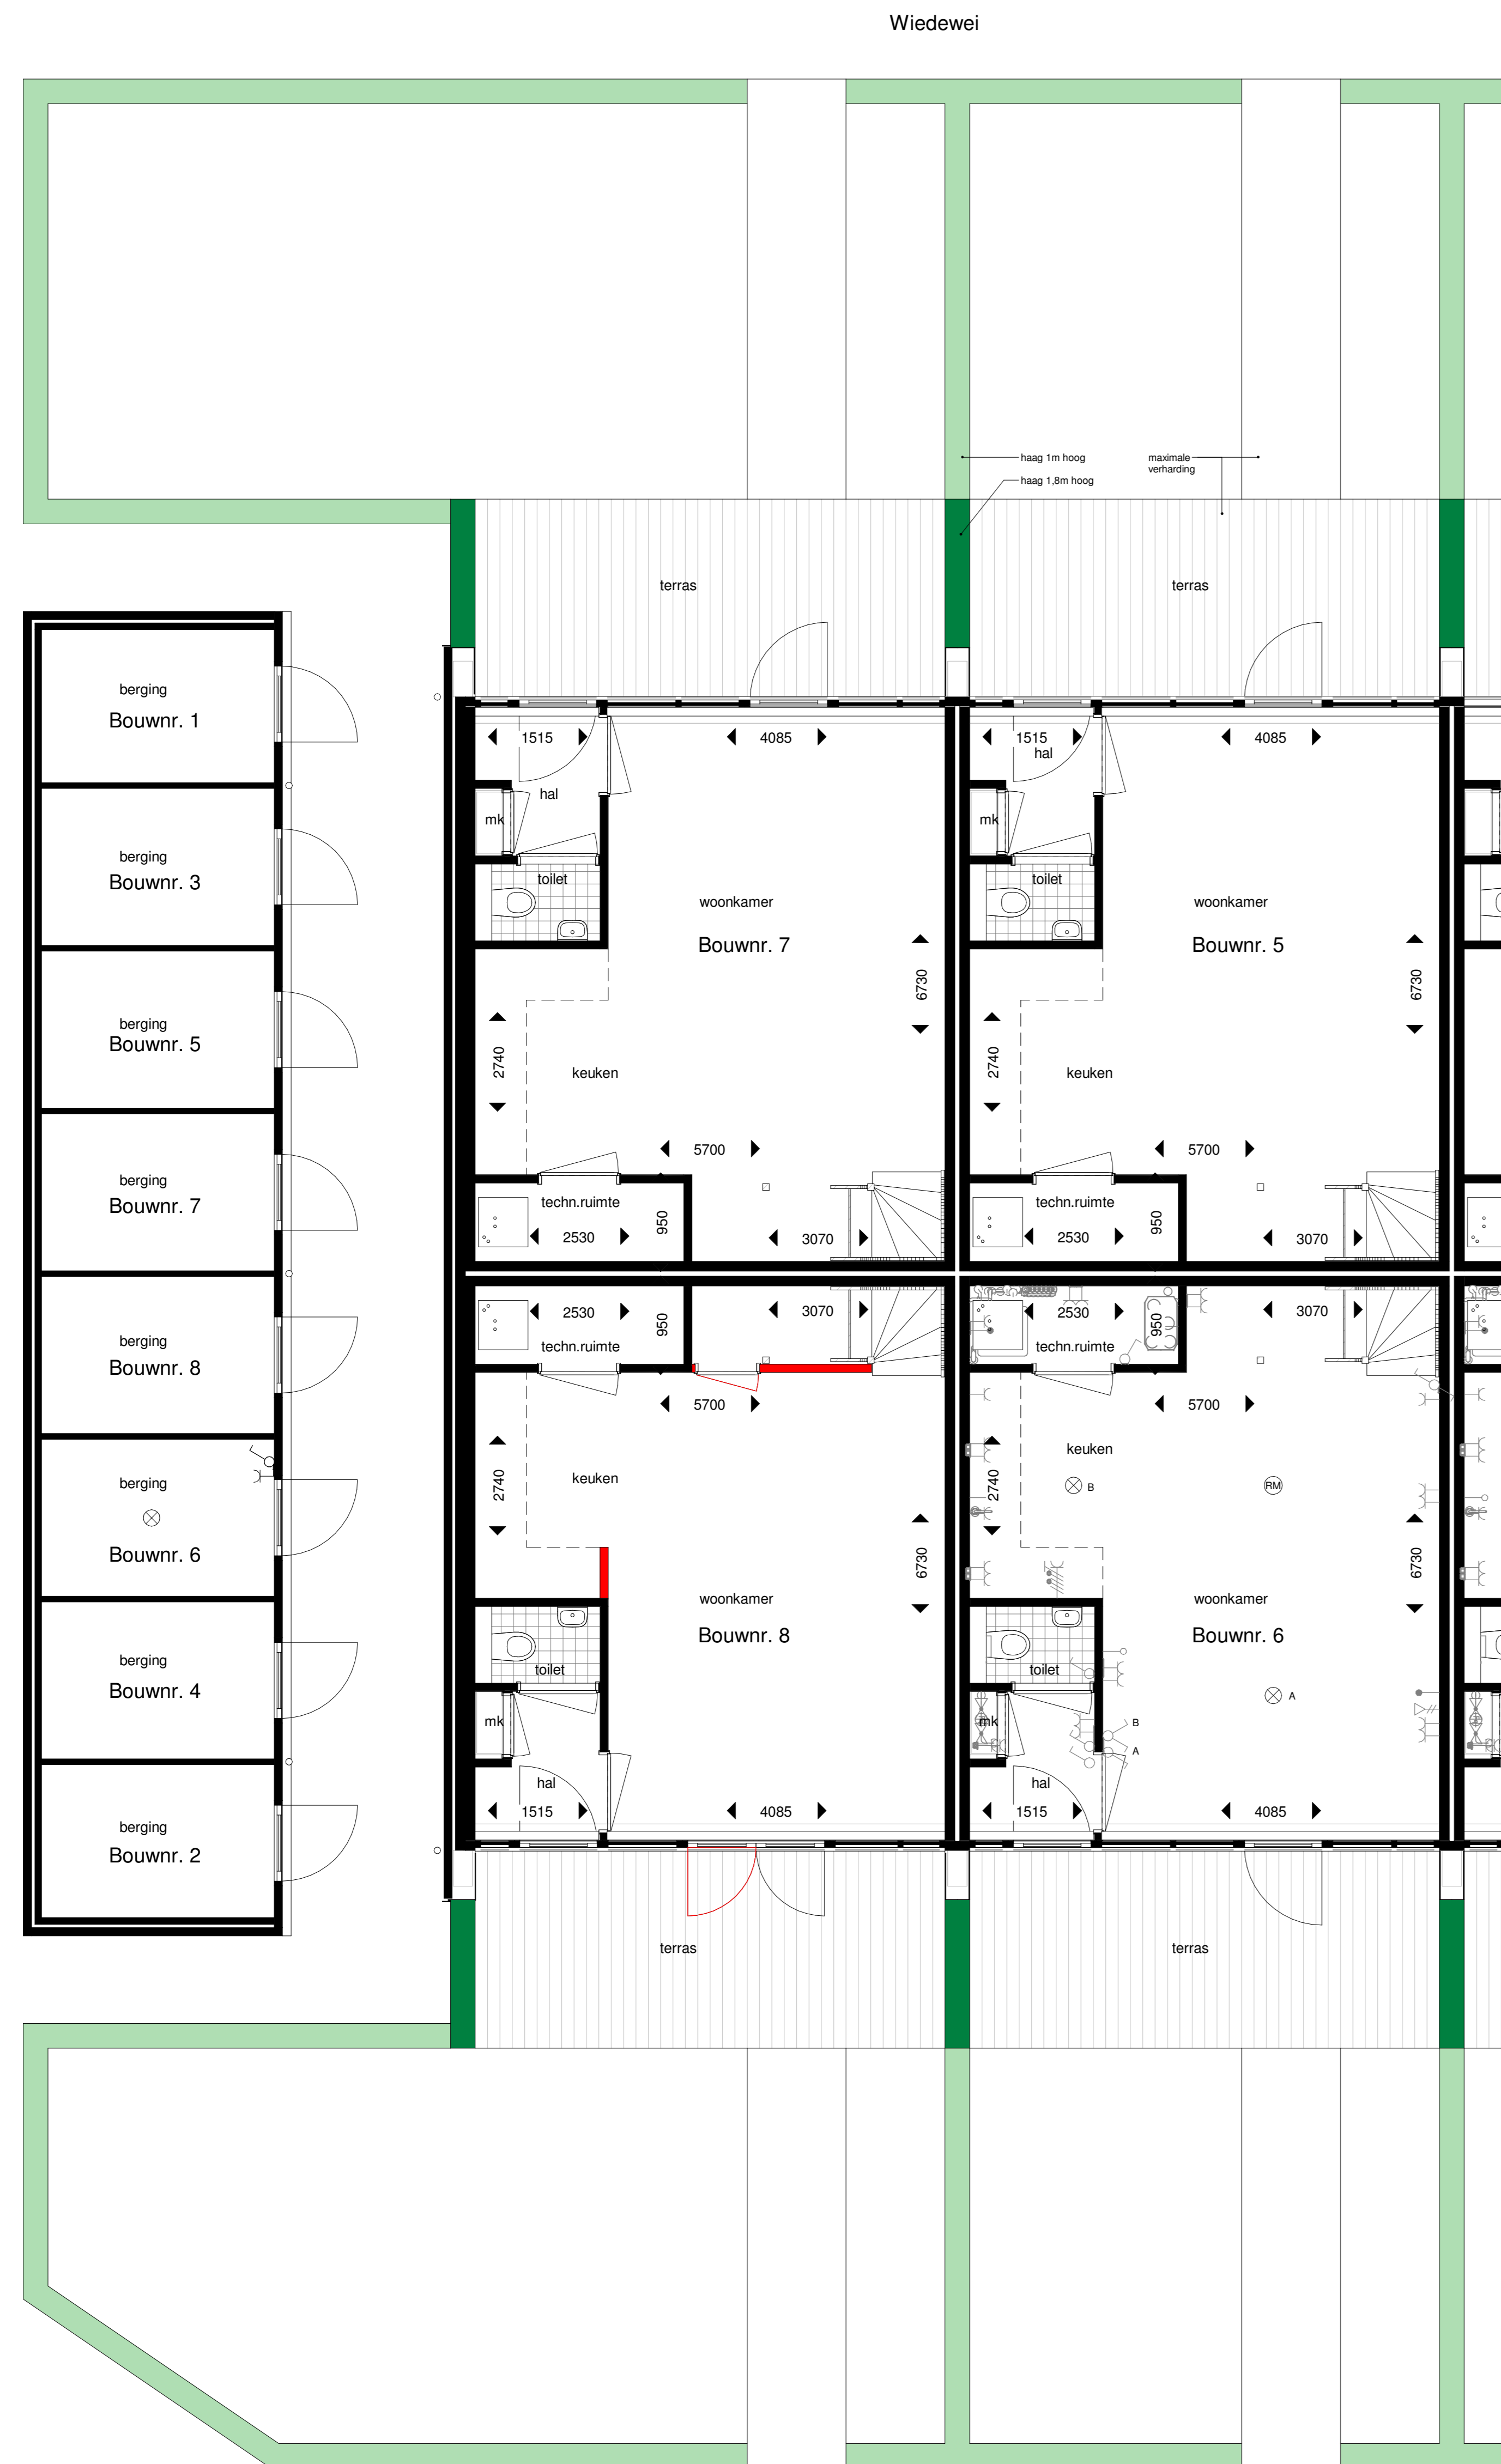 Wiedewei
haag 1m hoog
haag 1,8m hoog
maximale
verharding
terras
terras
berging
Bouwnr. 1
berging
Bouwnr. 3
berging
Bouwnr. 5
berging
Bouwnr. 7
berging
Bouwnr. 8
berging
Bouwnr. 6
berging
Bouwnr. 4
berging
Bouwnr. 2
1515
4085
hal
mk
toilet
woonkamer
Bouwnr. 7
6730
2740
keuken
5700
techn.ruimte
2530
950
3070
1515
4085
hal
mk
toilet
woonkamer
Bouwnr. 5
6730
2740
keuken
5700
techn.ruimte
2530
950
3070
2530
950
3070
techn.ruimte
5700
2740
keuken
6730
woonkamer
Bouwnr. 8
toilet
mk
hal
1515
4085
2530
950
3070
techn.ruimte
5700
keuken
2740
B
RM
6730
woonkamer
Bouwnr. 6
toilet
A
mk
B
A
hal
1515
4085
terras
terras